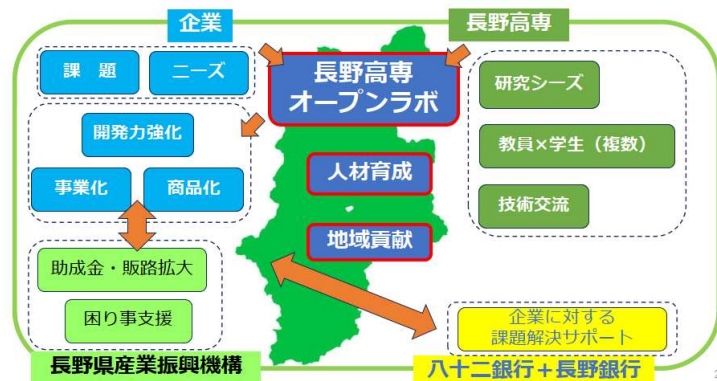 企業
長野高専
課　題
ニーズ
長野高専
オープンラボ
研究シーズ
開発力強化
教員×学生（複数）
事業化
商品化
人材育成
技術交流
地域貢献
助成金・販路拡大
困り事支援
企業に対する
課題解決サポート
長野県産業振興機構
八十二銀行＋長野銀行